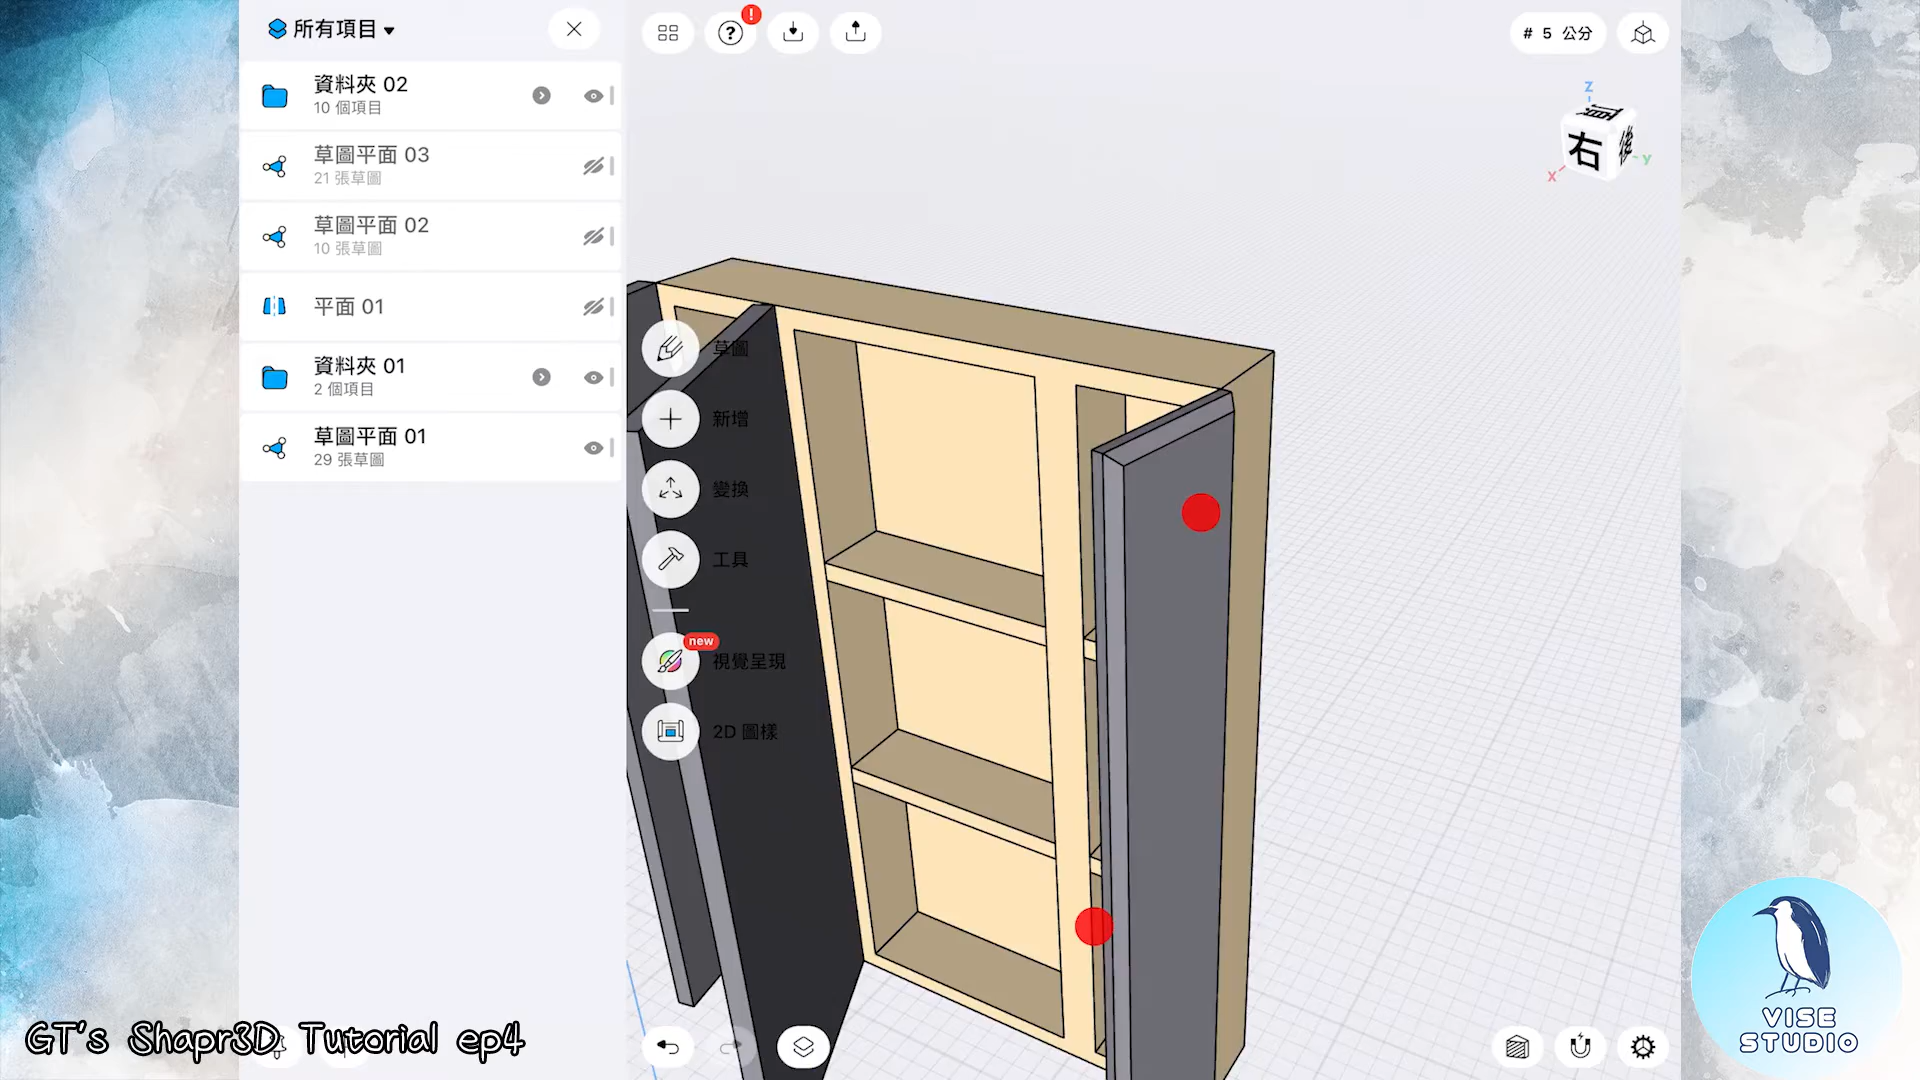 所有項目
資料夾 02
10 個項目
草圖平面 03
21 張草圖
草圖平面 02
10 張草圖
平面 01
資料夾 01
2 個項目
草圖平面 01
29 張草圖
?
!
# 5 公分
Z
右
後
X
Y
草圖
新增
變換
工具
new
視覺呈現
2D 圖樣
GT's Shapr3D Tutorial ep4
VISE
STUDIO